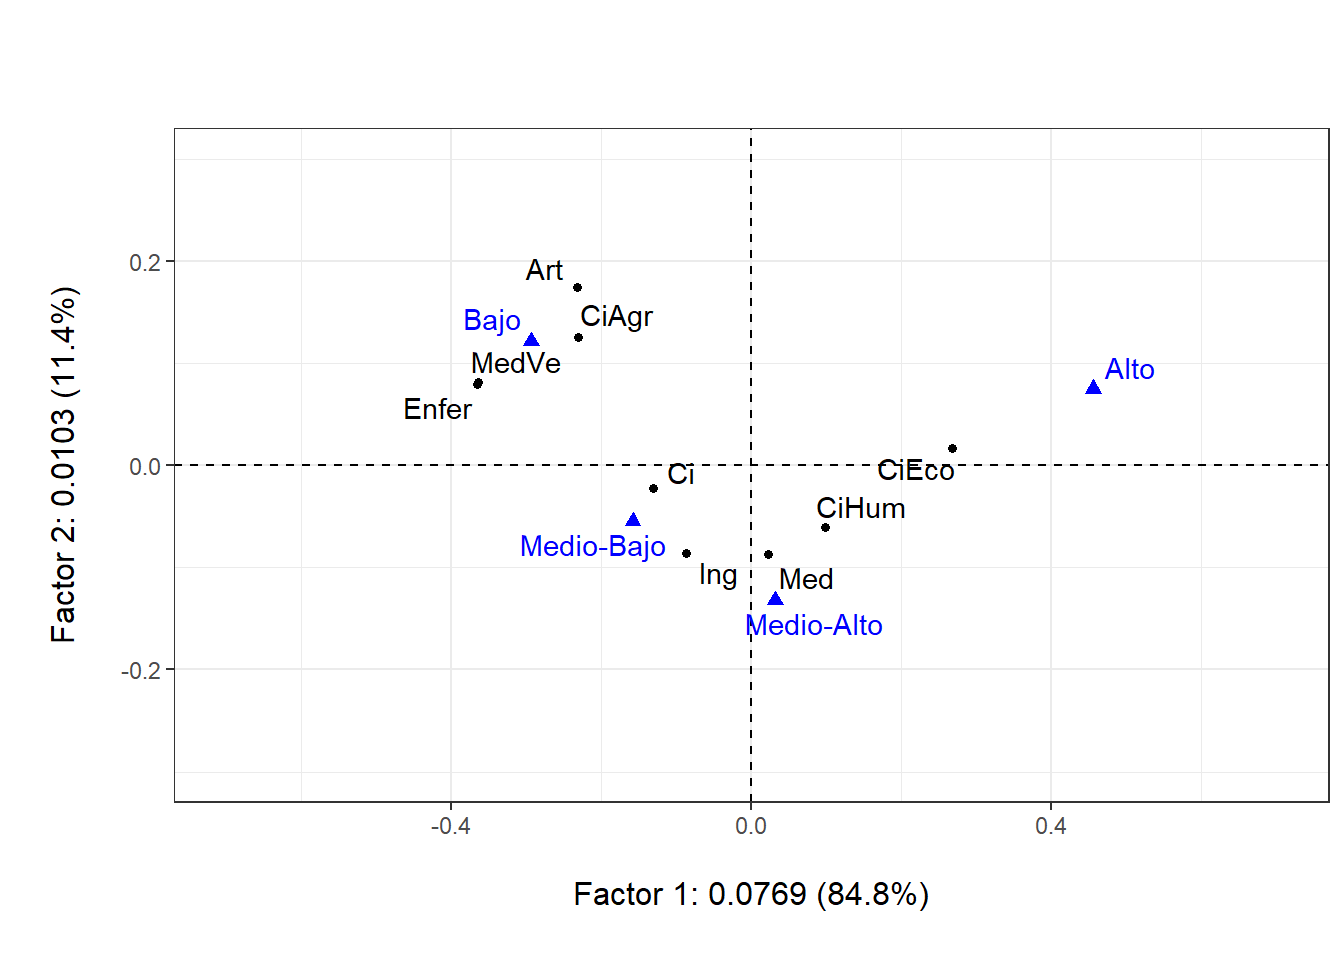 Art
CiAgr
Bajo
MedVe
Enfer
Alto
Ci
CiEco
CiHum
Medio-Bajo
Ing
Med
Medio-Alto
0.2
0.0
-0.2
-0.4
0.0
0.4
Factor 2: 0.0103 (11.4%)
Factor 1: 0.0769 (84.8%)